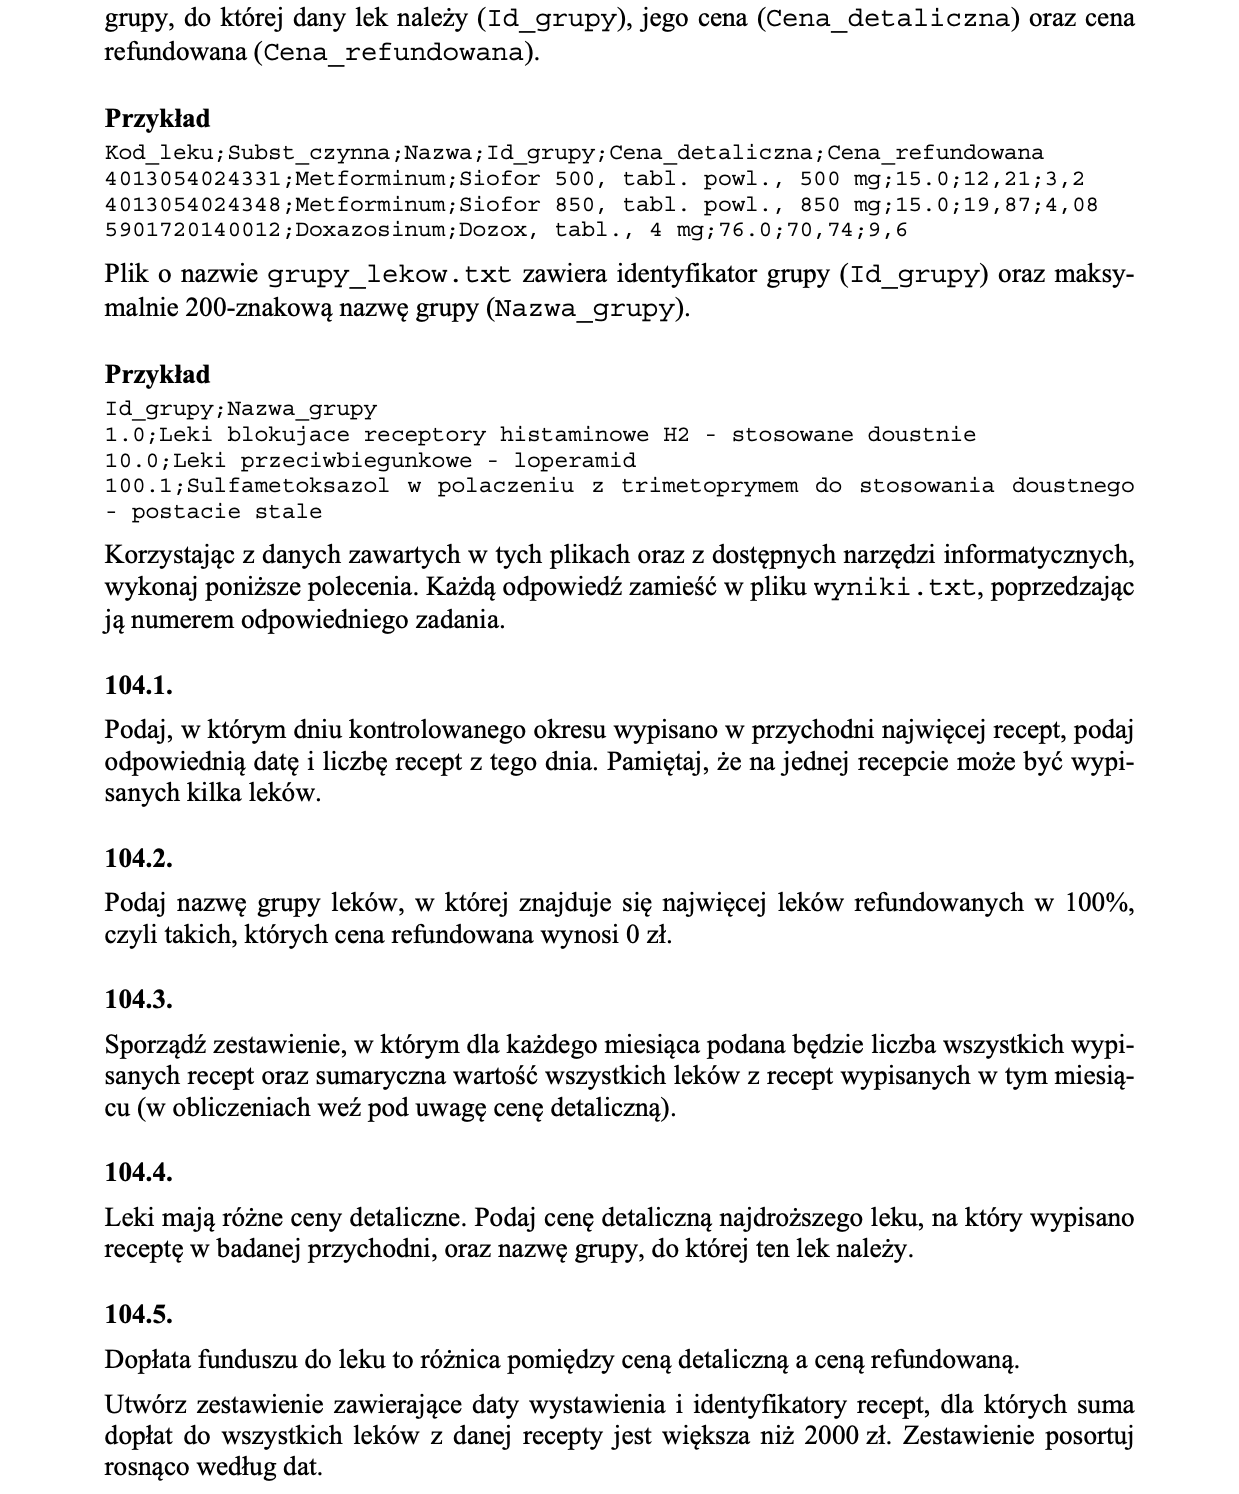 grupy, do której dany lek należy (Id_grupy), jego cena (Cena_detaliczna) oraz cena
refundowana (Cena_refundowana).
Przykład
Kod_leku;Subst_czynna;Nazwa;Id_grupy;Cena_detaliczna;Cena_refundowana
4013054024331;Metforminum;Siofor 500, tabl. powl., 500 mg;15.0;12,21;3,2
4013054024348;Metforminum;Siofor 850, tabl. powl., 850 mg;15.0;19,87;4,08
5901720140012;Doxazosinum;Dozox, tabl., 4 mg;76.0;70,74;9,6
Plik o nazwie grupy_lekow.txt zawiera identyfikator grupy (Id_grupy) oraz maksy-
malnie 200-znakową nazwę grupy (Nazwa_grupy).
Przykład
Id_grupy;Nazwa_grupy
1.0;Leki blokujace receptory histaminowe H2 - stosowane doustnie
10.0;Leki przeciwbiegunkowe - loperamid
100.1;Sulfametoksazol w polaczeniu z trimetoprymem do stosowania doustnego
- postacie stale
Korzystając z danych zawartych w tych plikach oraz z dostępnych narzędzi informatycznych,
wykonaj poniższe polecenia. Każdą odpowiedź zamieść w pliku wyniki.txt, poprzedzając
ją numerem odpowiedniego zadania.
104.1.
Podaj, w którym dniu kontrolowanego okresu wypisano w przychodni najwięcej recept, podaj
odpowiednią datę i liczbę recept z tego dnia. Pamiętaj, że na jednej recepcie może być wypi-
sanych kilka leków.
104.2.
Podaj nazwę grupy leków, w której znajduje się najwięcej leków refundowanych w 100%,
czyli takich, których cena refundowana wynosi 0 zł.
104.3.
Sporządź zestawienie, w którym dla każdego miesiąca podana będzie liczba wszystkich wypi-
sanych recept oraz sumaryczna wartość wszystkich leków z recept wypisanych w tym miesią-
cu (w obliczeniach weź pod uwagę cenę detaliczną).
104.4.
Leki mają różne ceny detaliczne. Podaj cenę detaliczną najdroższego leku, na który wypisano
receptę w badanej przychodni, oraz nazwę grupy, do której ten lek należy.
104.5.
Dopłata funduszu do leku to różnica pomiędzy ceną detaliczną a ceną refundowaną.
Utwórz zestawienie zawierające daty wystawienia i identyfikatory recept, dla których suma
dopłat do wszystkich leków z danej recepty jest większa niż 2000 zł. Zestawienie posortuj
rosnąco według dat.